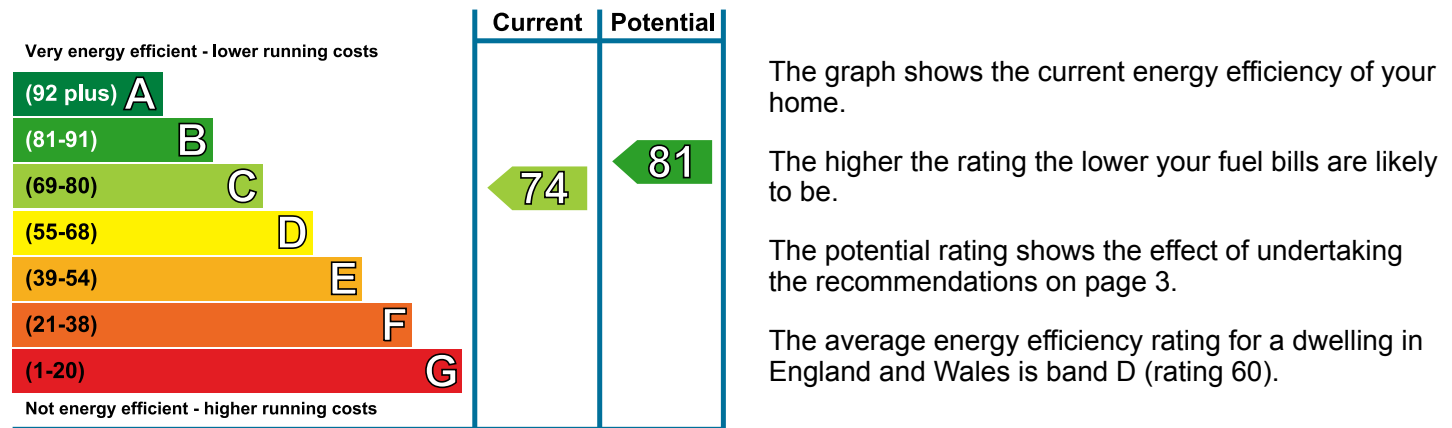 Current Potential
Very energy efficient - lower running costs
(92 plus) A
(81-91) B
(69-80) C
(55-68) D
(39-54) E
(21-38) F
(1-20) G
Not energy efficient - higher running costs
74
81
The graph shows the current energy efficiency of your
home.
The higher the rating the lower your fuel bills are likely
to be.
The potential rating shows the effect of undertaking
the recommendations on page 3.
The average energy efficiency rating for a dwelling in
England and Wales is band D (rating 60).